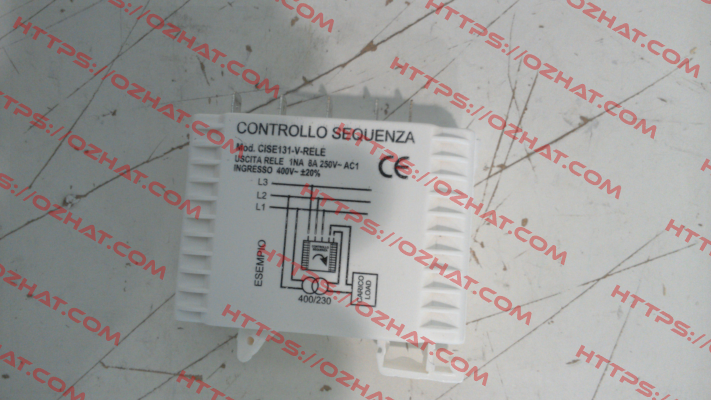 CONTROLLO SEQUENZA
Mod. CISE131-V-RELE
USCITA RELE 1NA 8A 250V~ AC1
INGRESSO 400V~ ±20%
CE
L3
L2
L1
ESEMPIO
400/230
CARICO
LOAD
HTTPS://OZHAT.COM